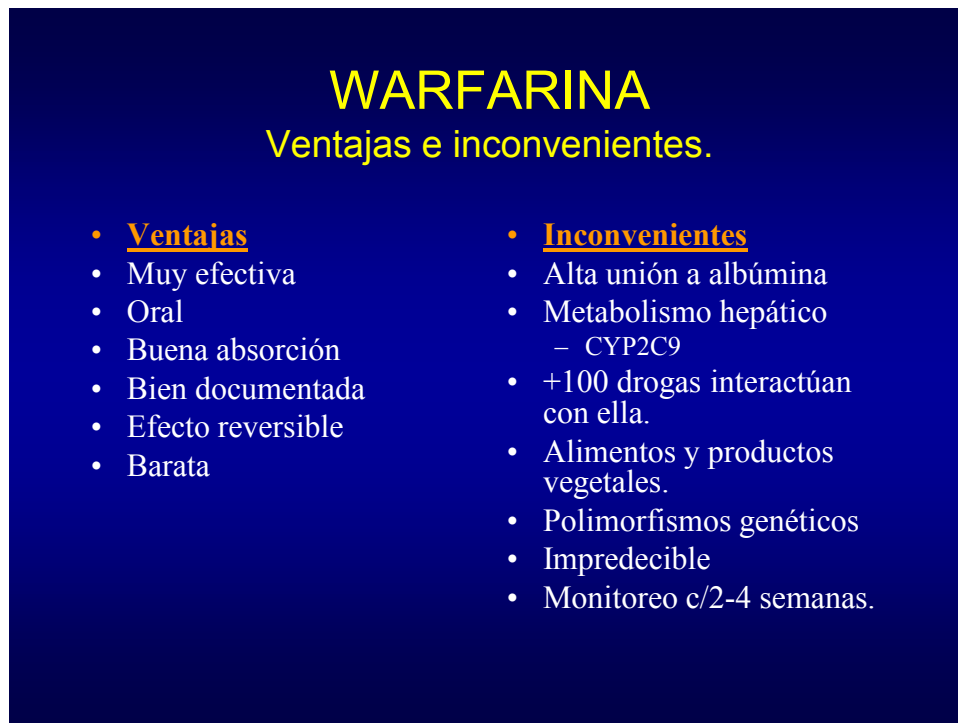 WARFARINA
Ventajas e inconvenientes.
• Ventajas
• Muy efectiva
• Oral
• Buena absorción
• Bien documentada
• Efecto reversible
• Barata
• Inconvenientes
• Alta unión a albúmina
• Metabolismo hepático
– CYP2C9
• +100 drogas interactúan
con ella.
• Alimentos y productos
vegetales.
• Polimorfismos genéticos
• Impredecible
• Monitoreo c/2-4 semanas.